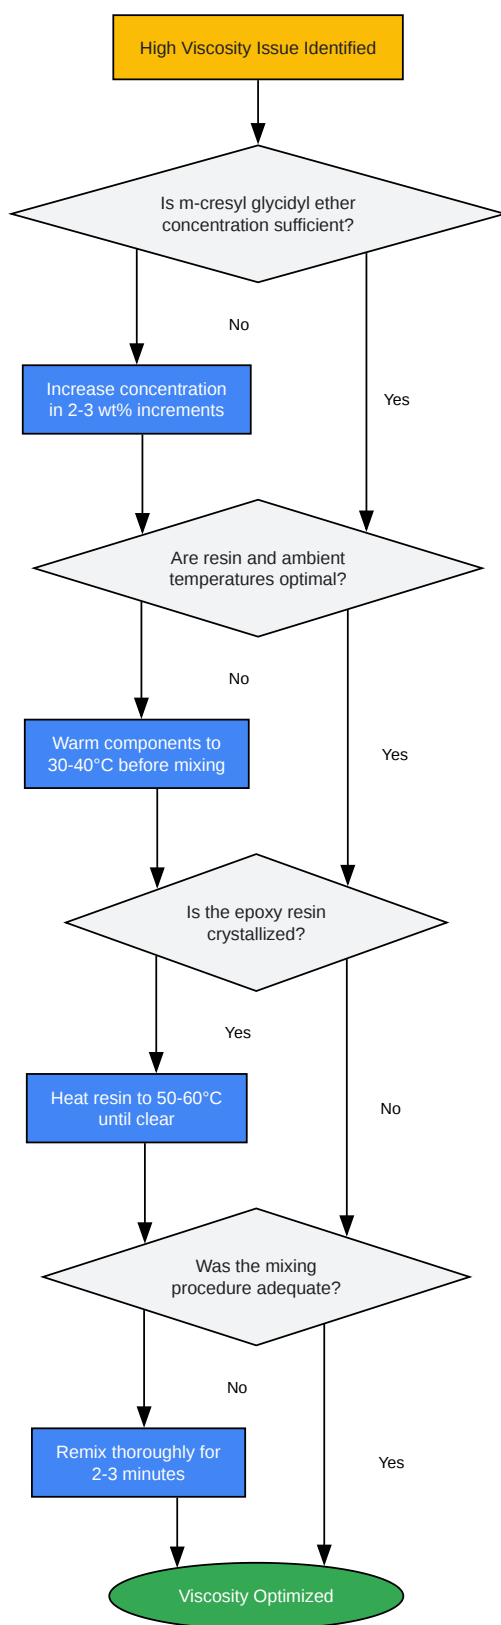 High Viscosity Issue Identified
Is m-cresyl glycidyl ether
concentration sufficient?
No
Increase concentration
in 2-3 wt% increments
Yes
Are resin and ambient
temperatures optimal?
No
Warm components to
30-40°C before mixing
Yes
Is the epoxy resin
crystallized?
Yes
Heat resin to 50-60°C
until clear
No
Was the mixing
procedure adequate?
No
Remix thoroughly for
2-3 minutes
Yes
Viscosity Optimized